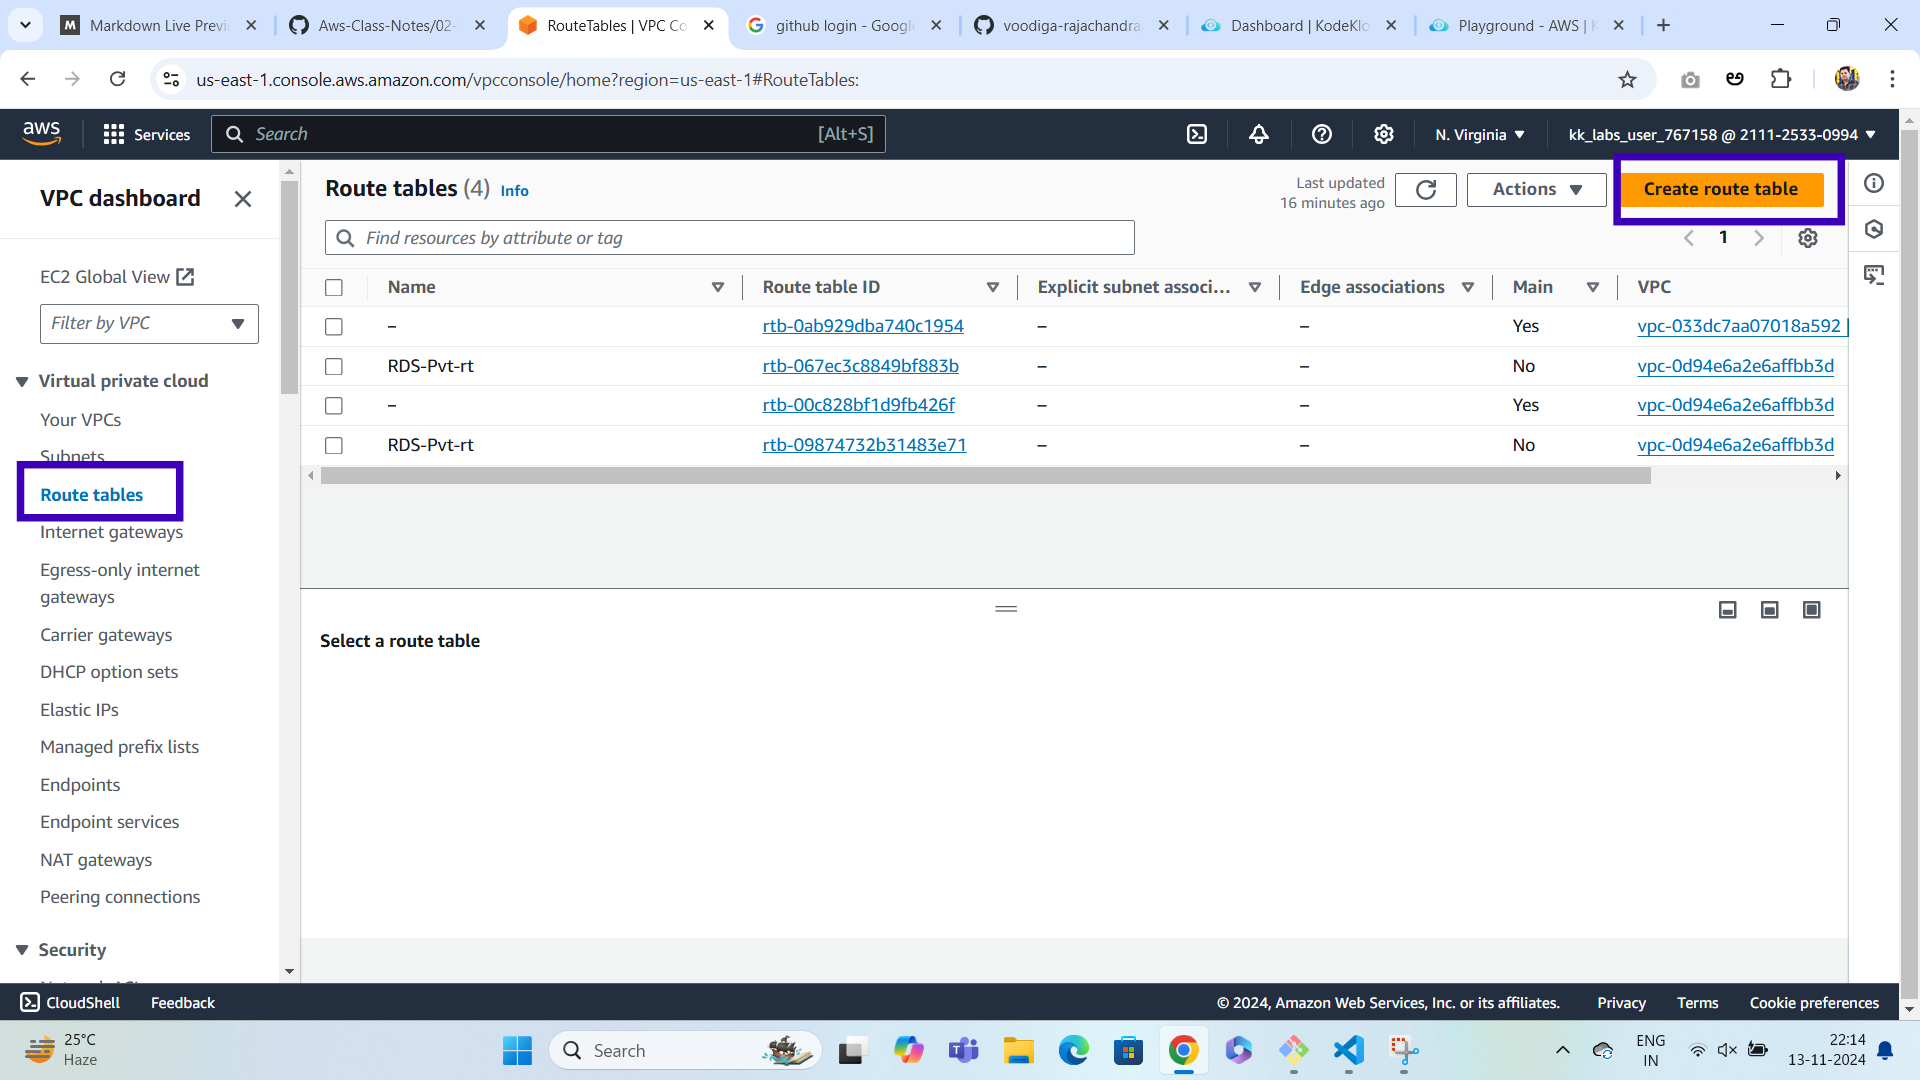 Markdown Live Previ
Aws-Class-Notes/02-
RouteTables | VPC Co
github login - Google
voodiga-rajachandra
Dashboard | KodeKlo
Playground - AWS | K
us-east-1.console.aws.amazon.com/vpcconsole/home?region=us-east-1#RouteTables:
aws
Services
Search
[Alt+S]
N. Virginia
kk_labs_user_767158 @ 2111-2533-0994
VPC dashboard
EC2 Global View
Filter by VPC
Virtual private cloud
Your VPCs
Subnets
Route tables
Internet gateways
Egress-only internet
gateways
Carrier gateways
DHCP option sets
Elastic IPs
Managed prefix lists
Endpoints
Endpoint services
NAT gateways
Peering connections
Security
Route tables (4) Info
Last updated
16 minutes ago
Actions
Create route table
Find resources by attribute or tag
1
Name Route table ID Explicit subnet associ... Edge associations Main VPC
– rtb-0ab929dba740c1954 – – Yes vpc-033dc7aa07018a592 |
RDS-Pvt-rt rtb-067ec3c8849bf883b – – No vpc-0d94e6a2e6affbb3d
– rtb-00c828bf1d9fb426f – – Yes vpc-0d94e6a2e6affbb3d
RDS-Pvt-rt rtb-09874732b31483e71 – – No vpc-0d94e6a2e6affbb3d
Select a route table
CloudShell Feedback
© 2024, Amazon Web Services, Inc. or its affiliates. Privacy Terms Cookie preferences
25°C
Haze
Search
ENG
IN
22:14
13-11-2024